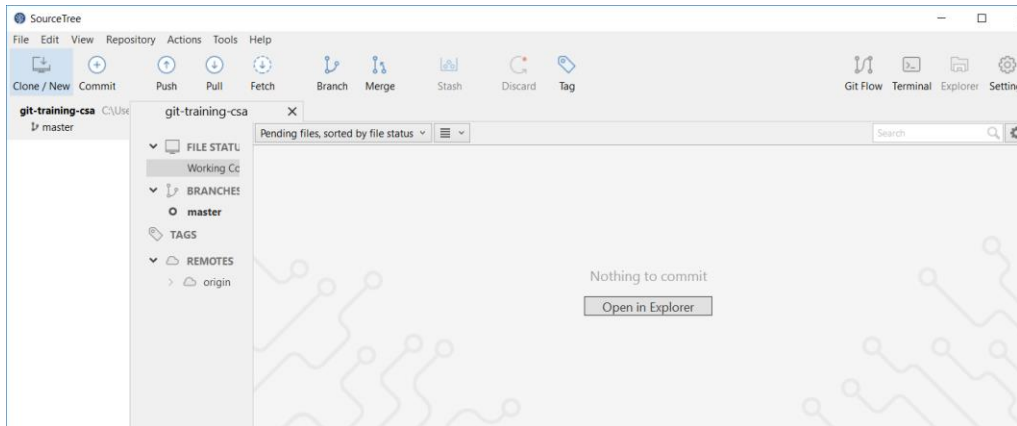 SourceTree
File Edit View Repository Actions Tools Help
Clone / New Commit Push Pull Fetch Branch Merge Stash Discard Tag Git Flow Terminal Explorer Setting
git-training-csa C:\Use
master
git-training-csa
Pending files, sorted by file status
Search
FILE STATU
Working Co
BRANCHES
master
TAGS
REMOTES
origin
Nothing to commit
Open in Explorer